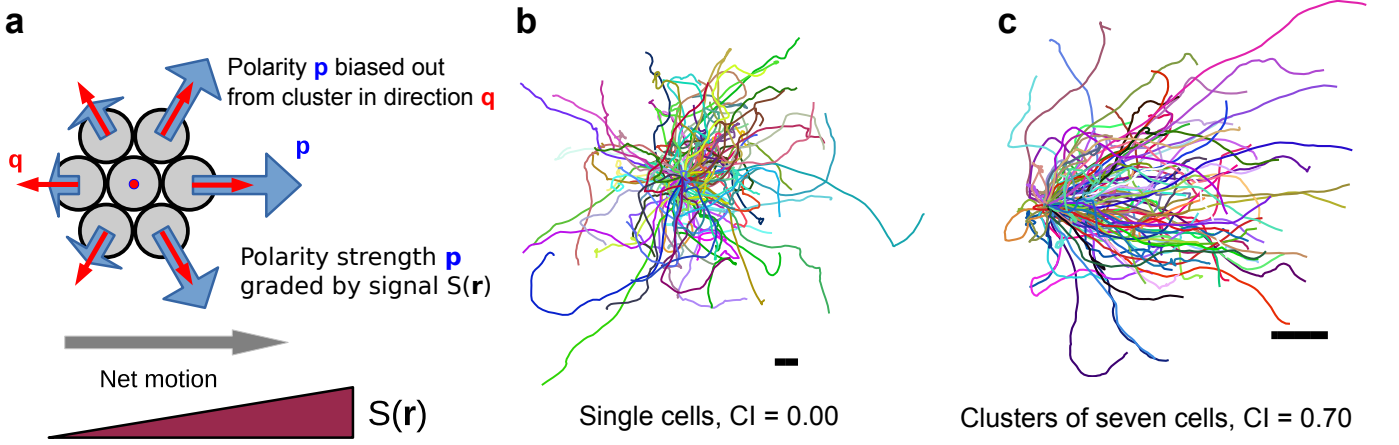 a
Polarity p biased out
from cluster in direction q
q
p
Polarity strength p
graded by signal S(r)
Net motion
S(r)
b
Single cells, CI = 0.00
c
Clusters of seven cells, CI = 0.70